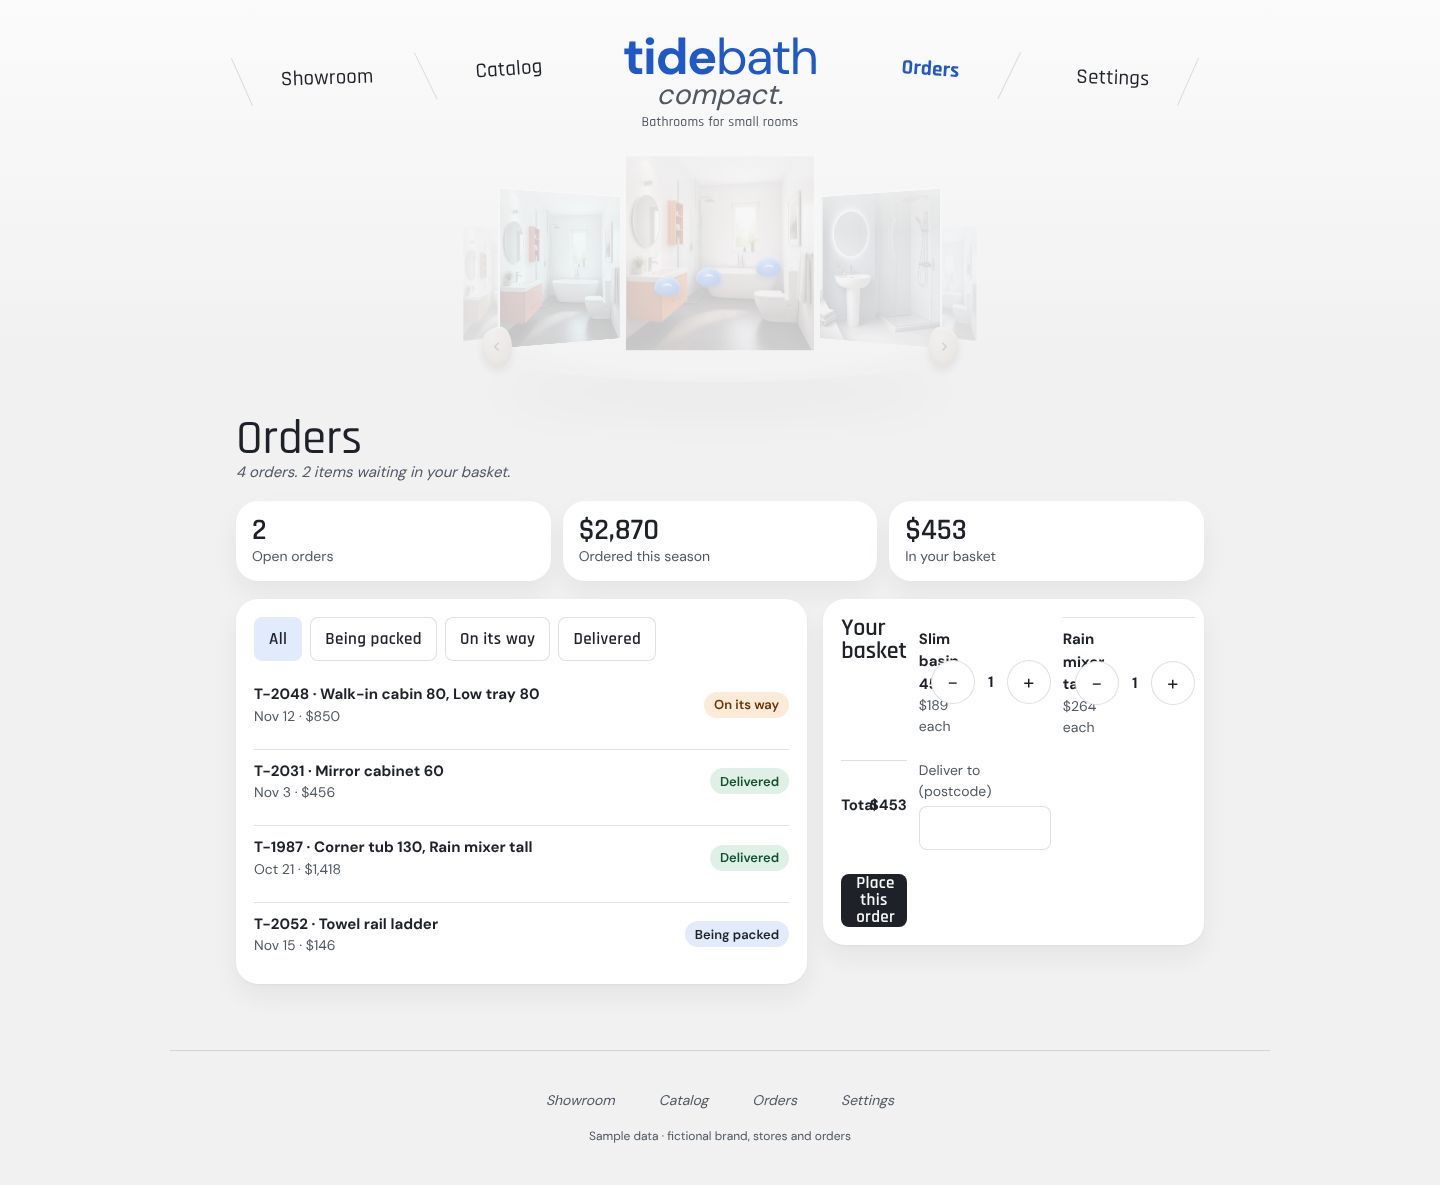 Showroom
Catalog
tidebath
compact.
Bathrooms for small rooms
Orders
Settings
Orders
4 orders. 2 items waiting in your basket.
2
Open orders
$2,870
Ordered this season
$453
In your basket
All
Being packed
On its way
Delivered
T-2048 · Walk-in cabin 80, Low tray 80
Nov 12 · $850
On its way
T-2031 · Mirror cabinet 60
Nov 3 · $456
Delivered
T-1987 · Corner tub 130, Rain mixer tall
Oct 21 · $1,418
Delivered
T-2052 · Towel rail ladder
Nov 15 · $146
Being packed
Your
basket
Slim
basin
$189
each
− 1 +
Rain
mixer
$264
each
− 1 +
Total $453
Deliver to
(postcode)
Place
this
order
Showroom Catalog Orders Settings
Sample data · fictional brand, stores and orders